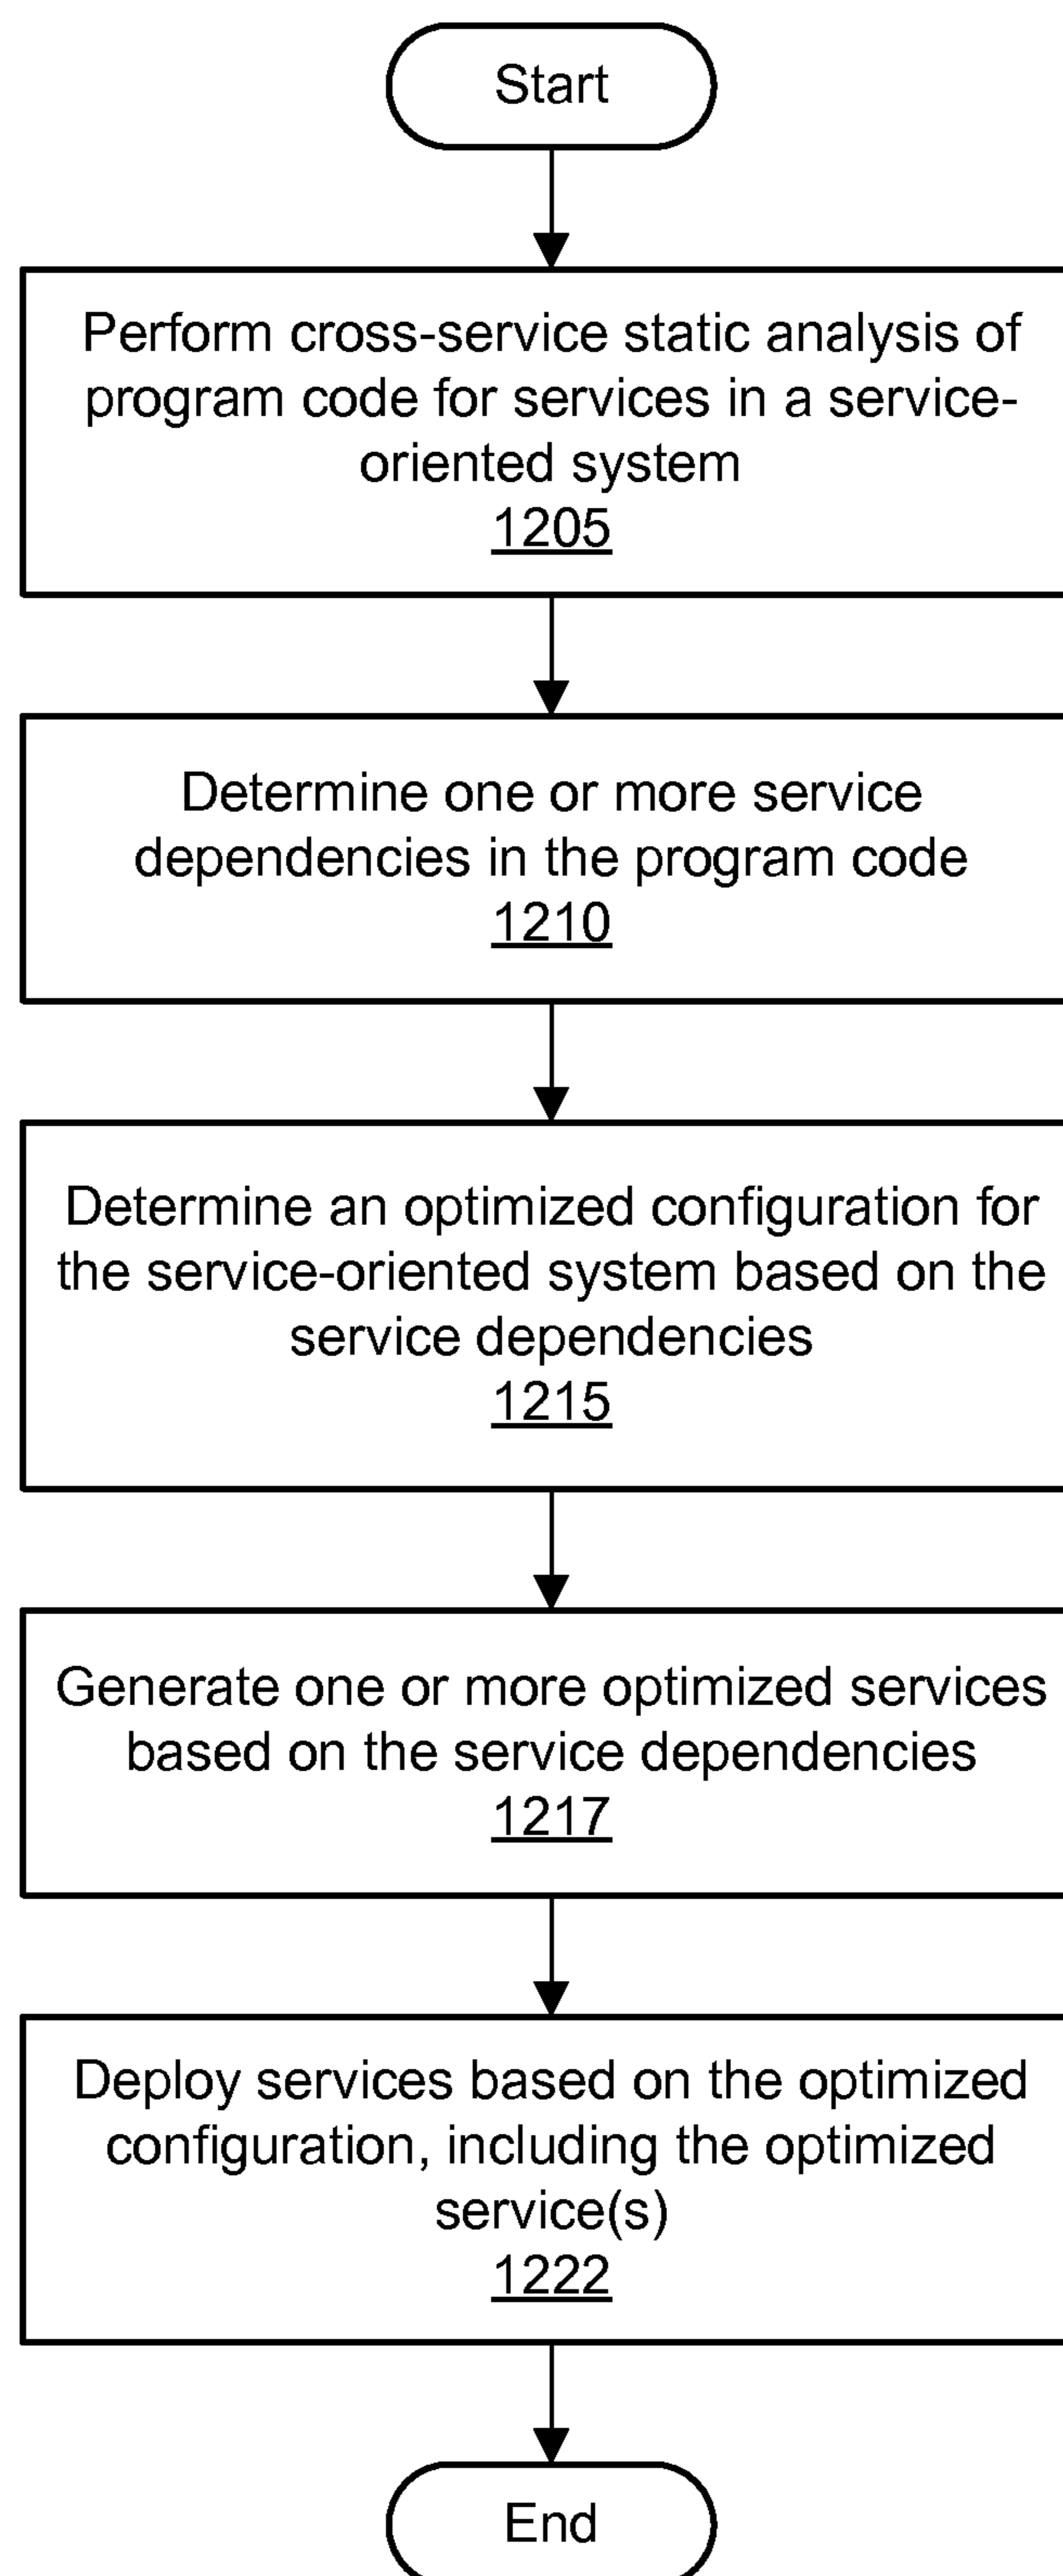 Start
Perform cross-service static analysis of
program code for services in a service-
oriented system
1205
Determine one or more service
dependencies in the program code
1210
Determine an optimized configuration for
the service-oriented system based on the
service dependencies
1215
Generate one or more optimized services
based on the service dependencies
1217
Deploy services based on the optimized
configuration, including the optimized
service(s)
1222
End